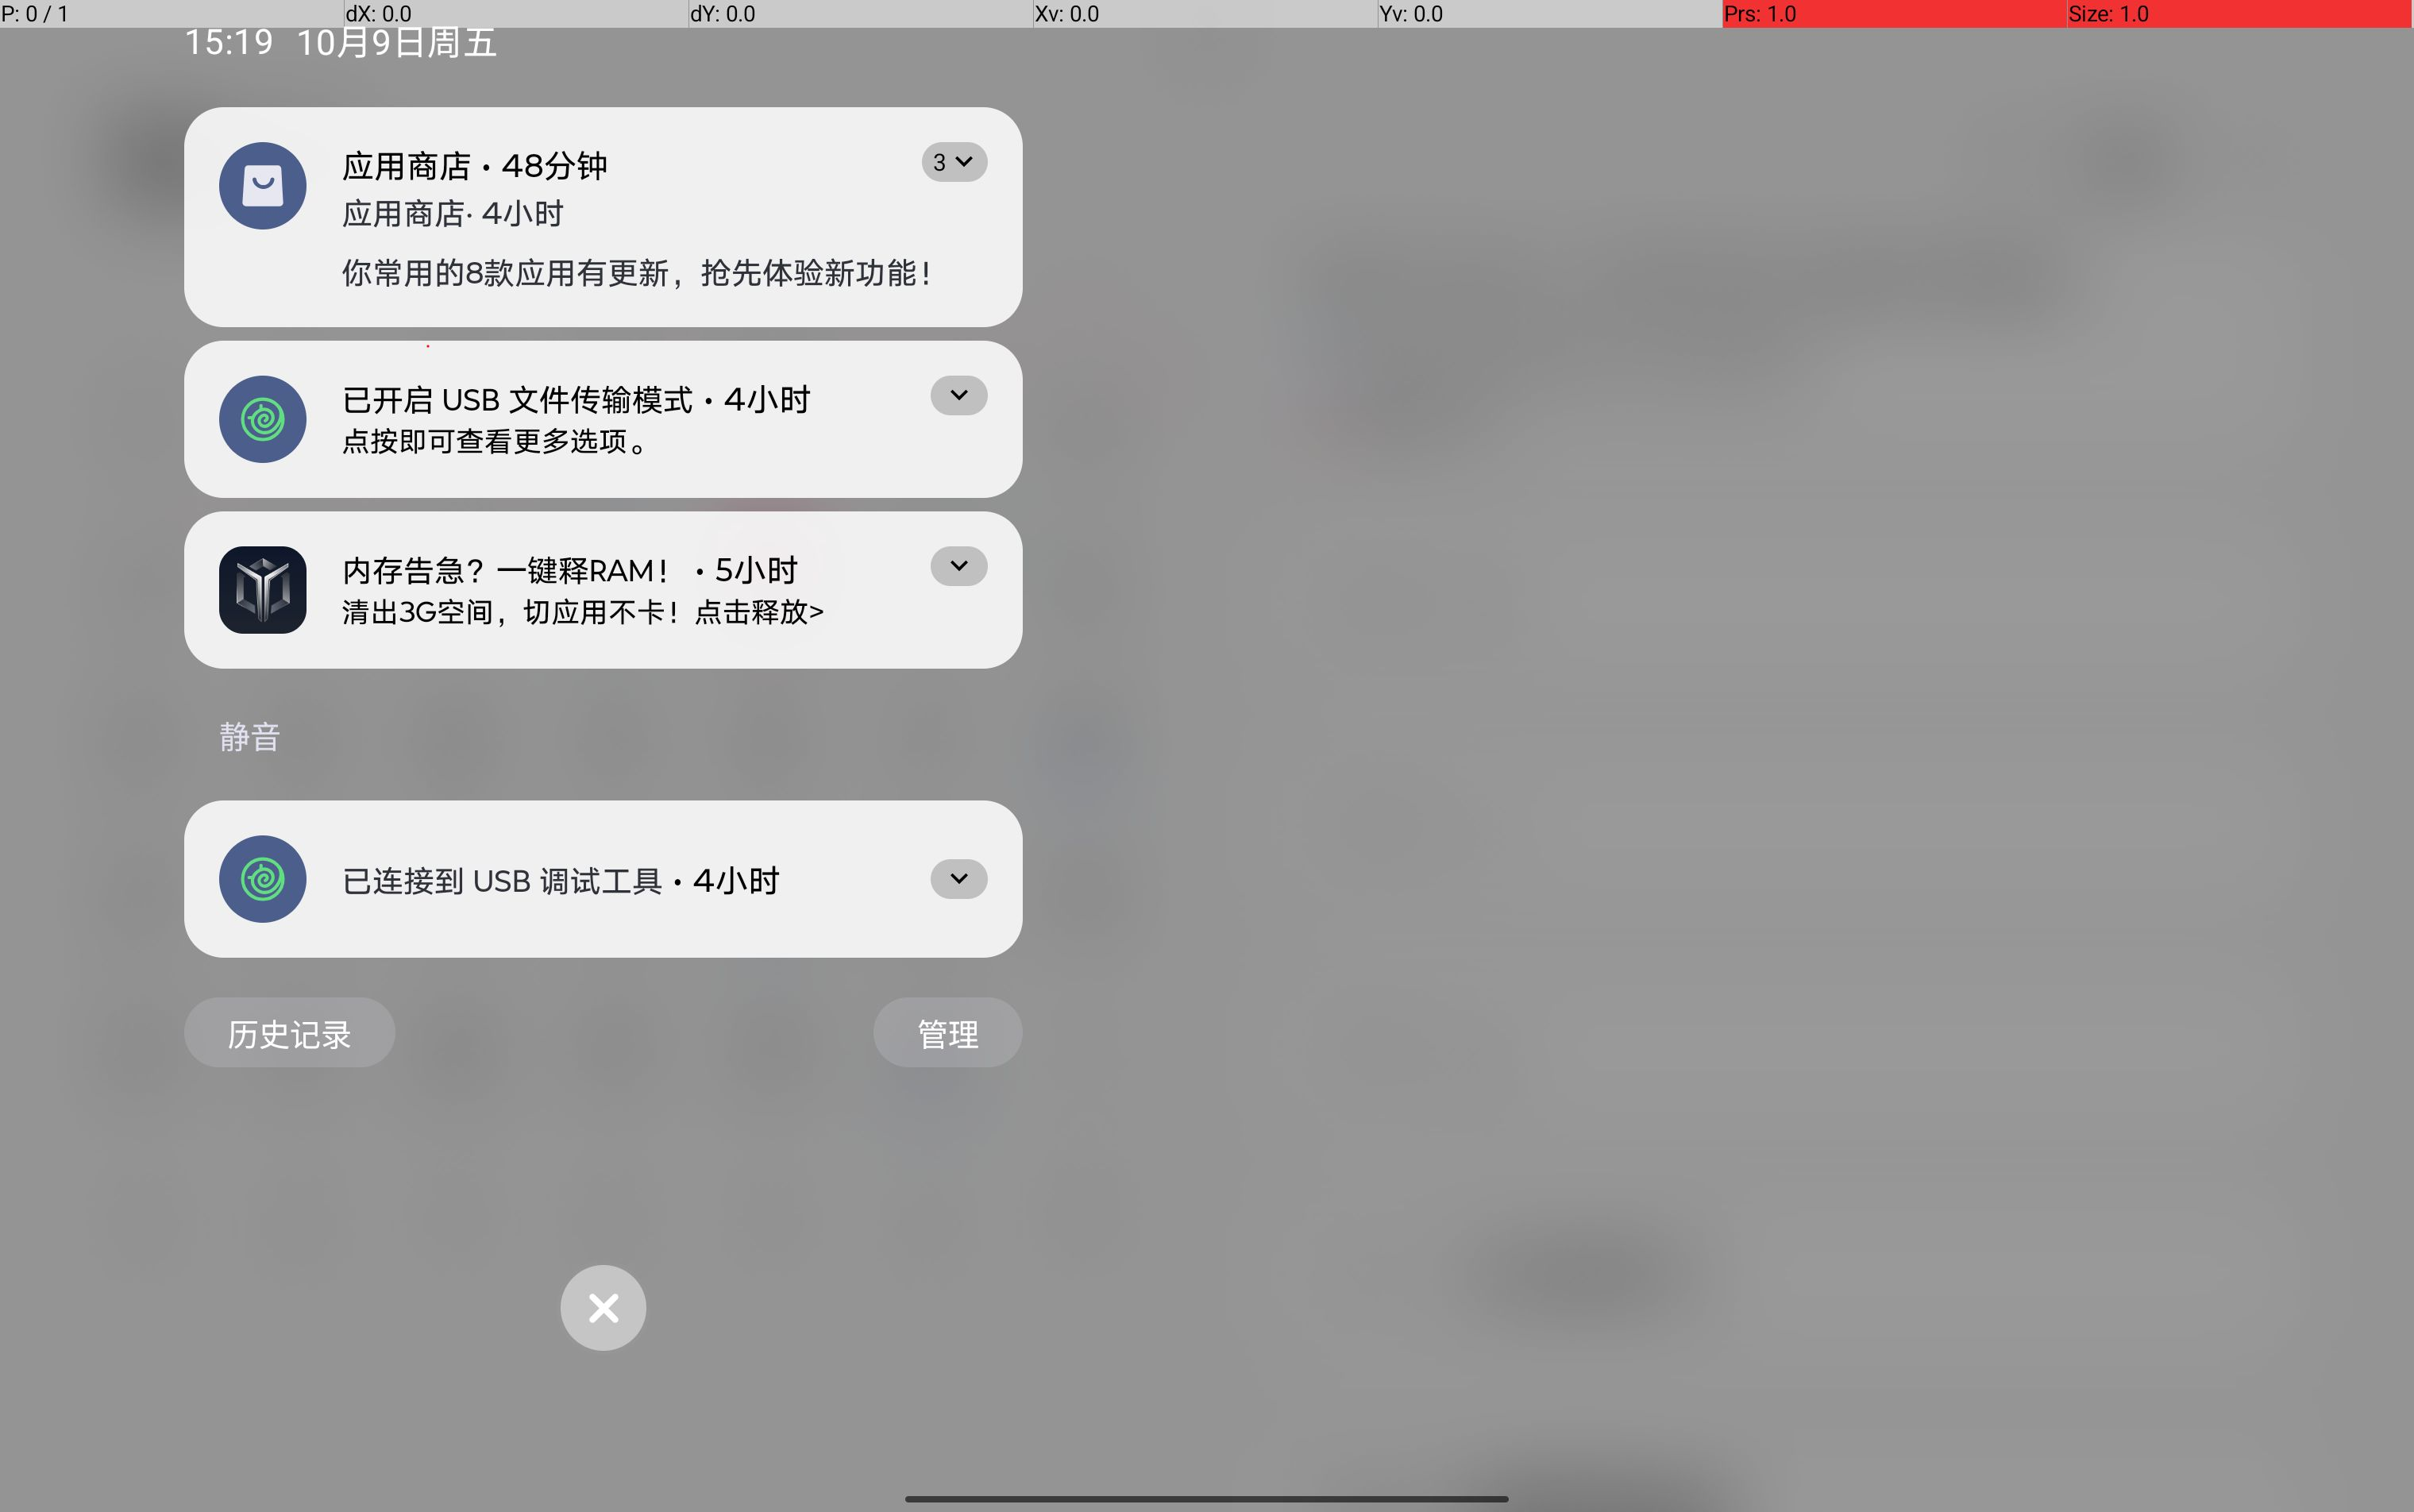 P: 0 / 1 dX: 0.0 dY: 0.0 Xv: 0.0 Yv: 0.0 Prs: 1.0 Size: 1.0
15:19 10月9日周五
应用商店 · 48分钟 3
应用商店· 4小时
你常用的8款应用有更新，抢先体验新功能！
已开启 USB 文件传输模式 · 4小时
点按即可查看更多选项。
内存告急？一键释RAM！ · 5小时
清出3G空间，切应用不卡！点击释放>
静音
已连接到 USB 调试工具 · 4小时
历史记录 管理